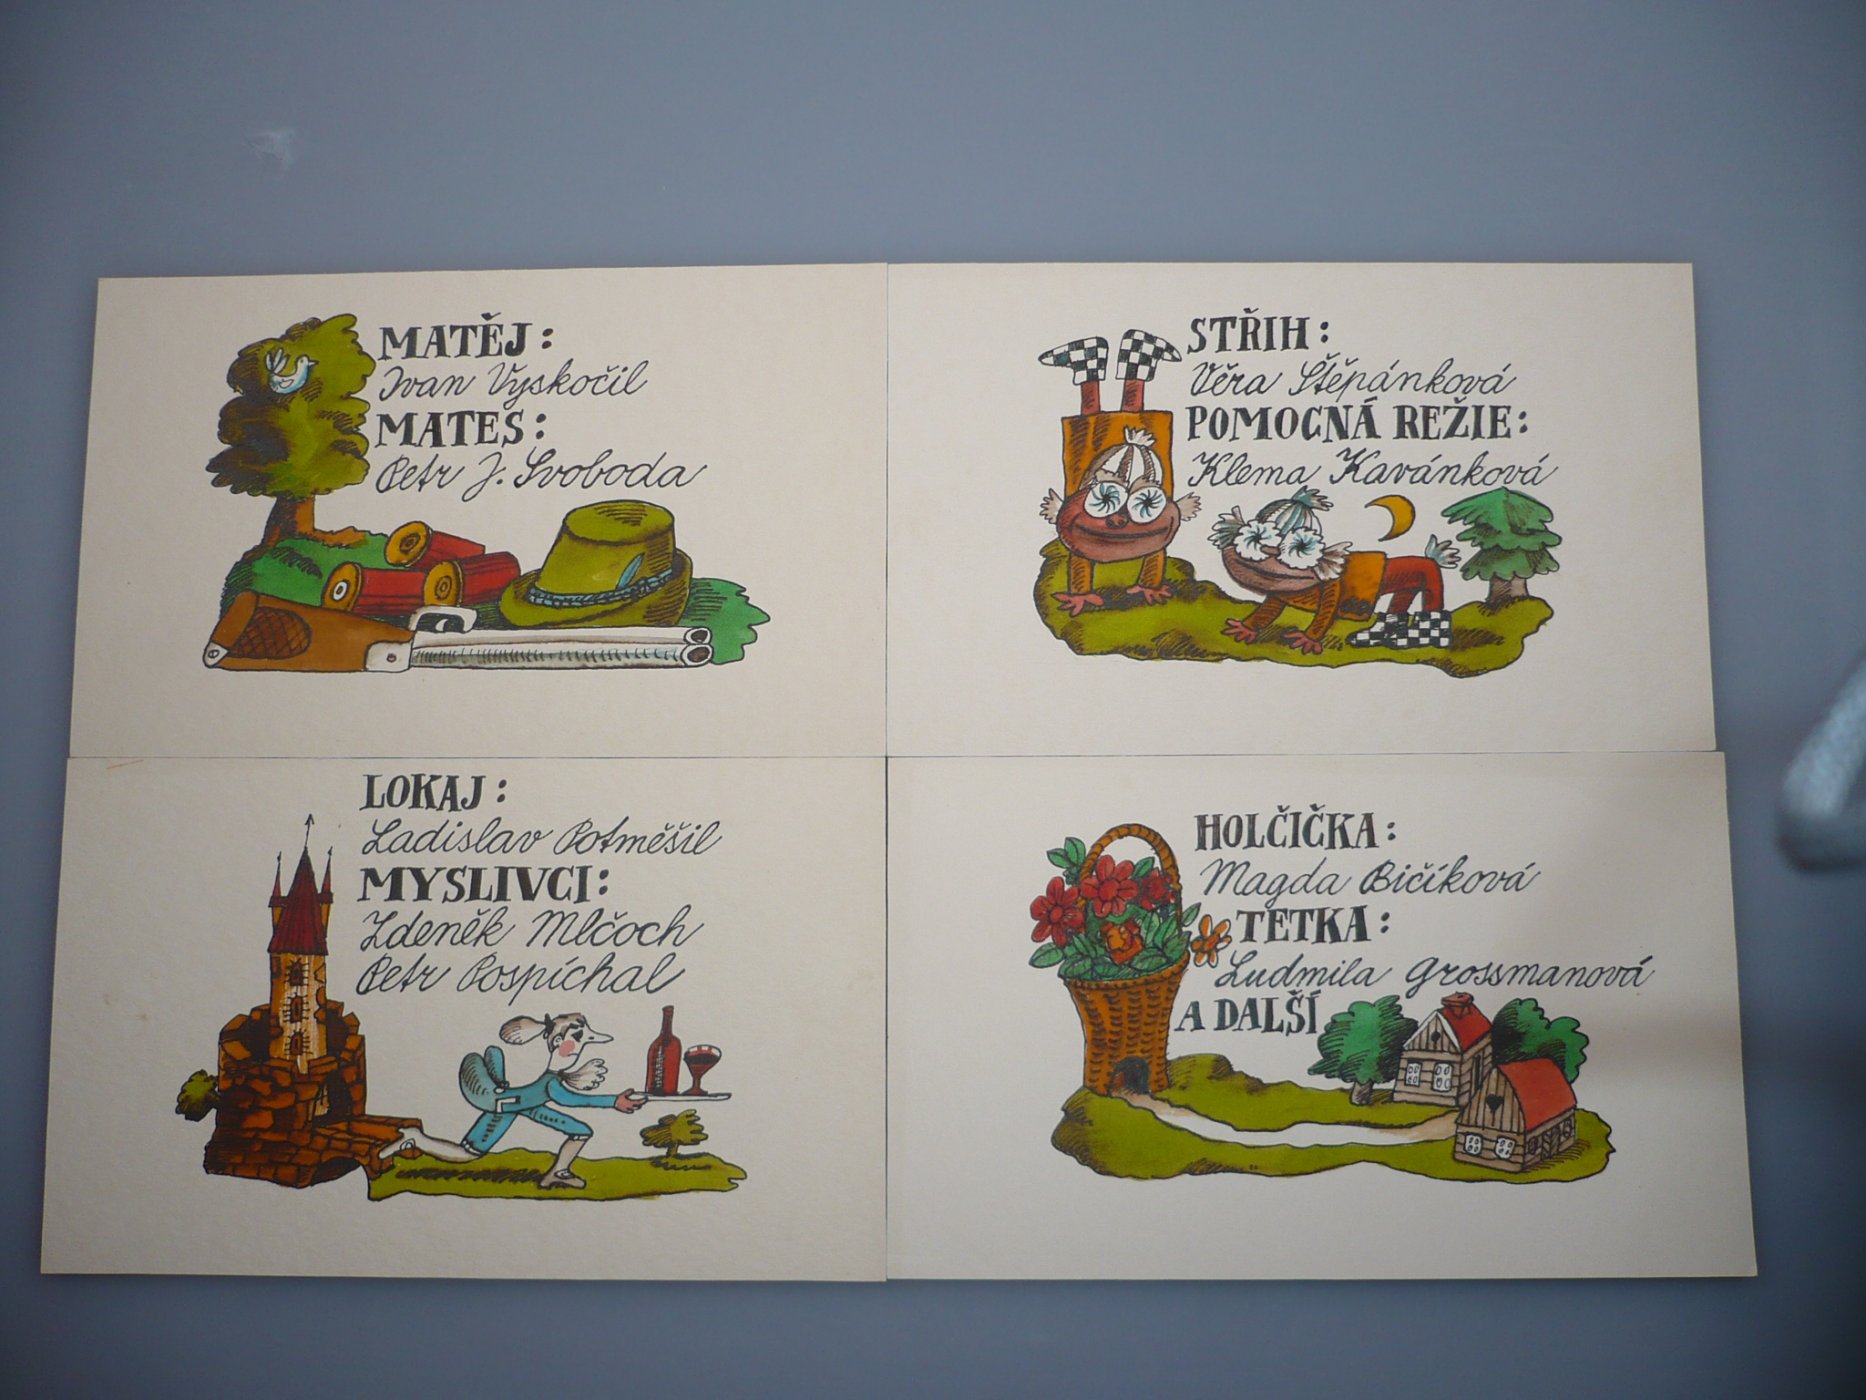 MATĚJ:
Ivan Vyskočil
MATES:
Petr J. Svoboda
STŘIH:
Věra Štěpánková
POMOCNÁ REŽIE:
Klema Kavánková
LOKAJ:
Ladislav Potměšil
MYSLIVCI:
Zdeněk Mlčoch
Petr Pospíchal
HOLČIČKA:
Magda Bičíková
TETKA:
Ludmila Grossmanová
A DALŠÍ